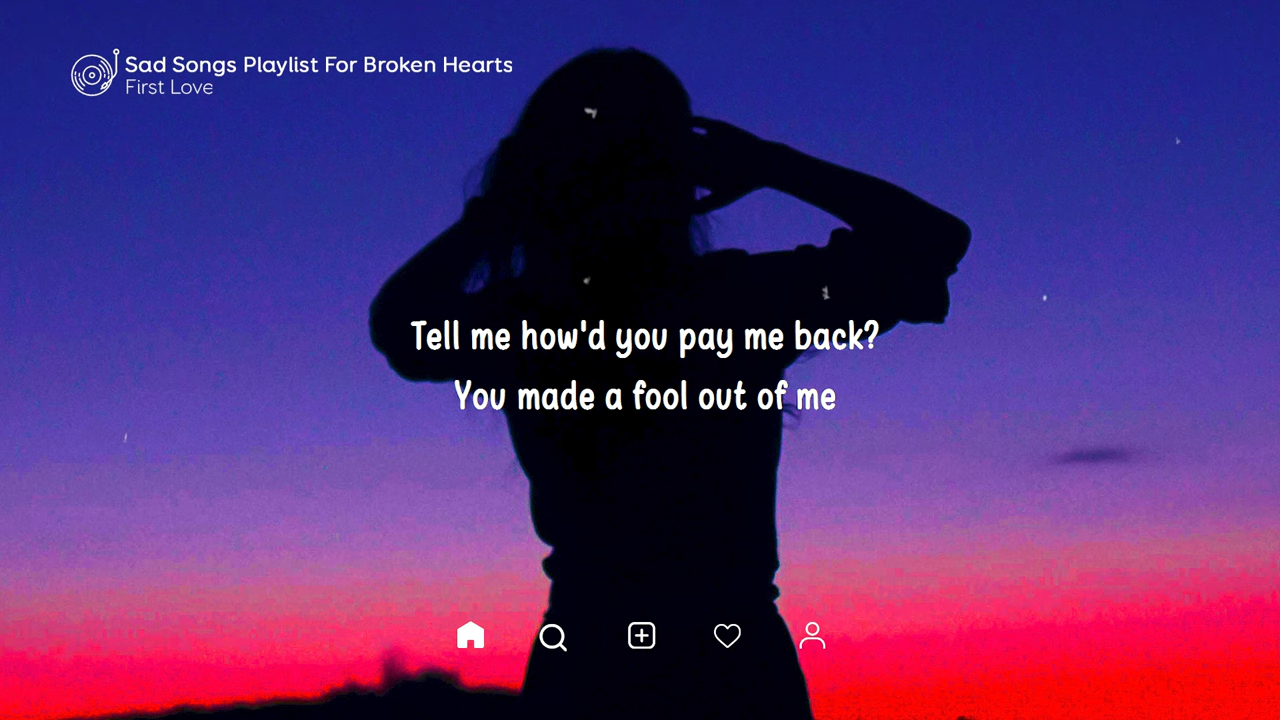 Sad Songs Playlist For Broken Hearts
First Love
Tell me how'd you pay me back?
You made a fool out of me